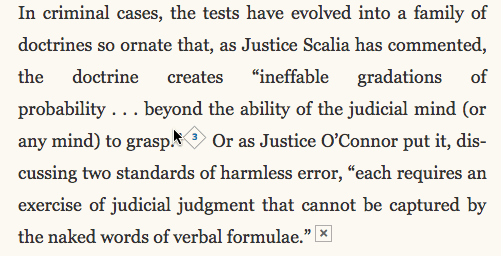 In criminal cases, the tests have evolved into a family of
doctrines so ornate that, as Justice Scalia has commented,
the doctrine creates “ineffable gradations of
probability . . . beyond the ability of the judicial mind (or
any mind) to grasp.” 3 Or as Justice O’Connor put it, dis-
cussing two standards of harmless error, “each requires an
exercise of judicial judgment that cannot be captured by
the naked words of verbal formulae.” ×